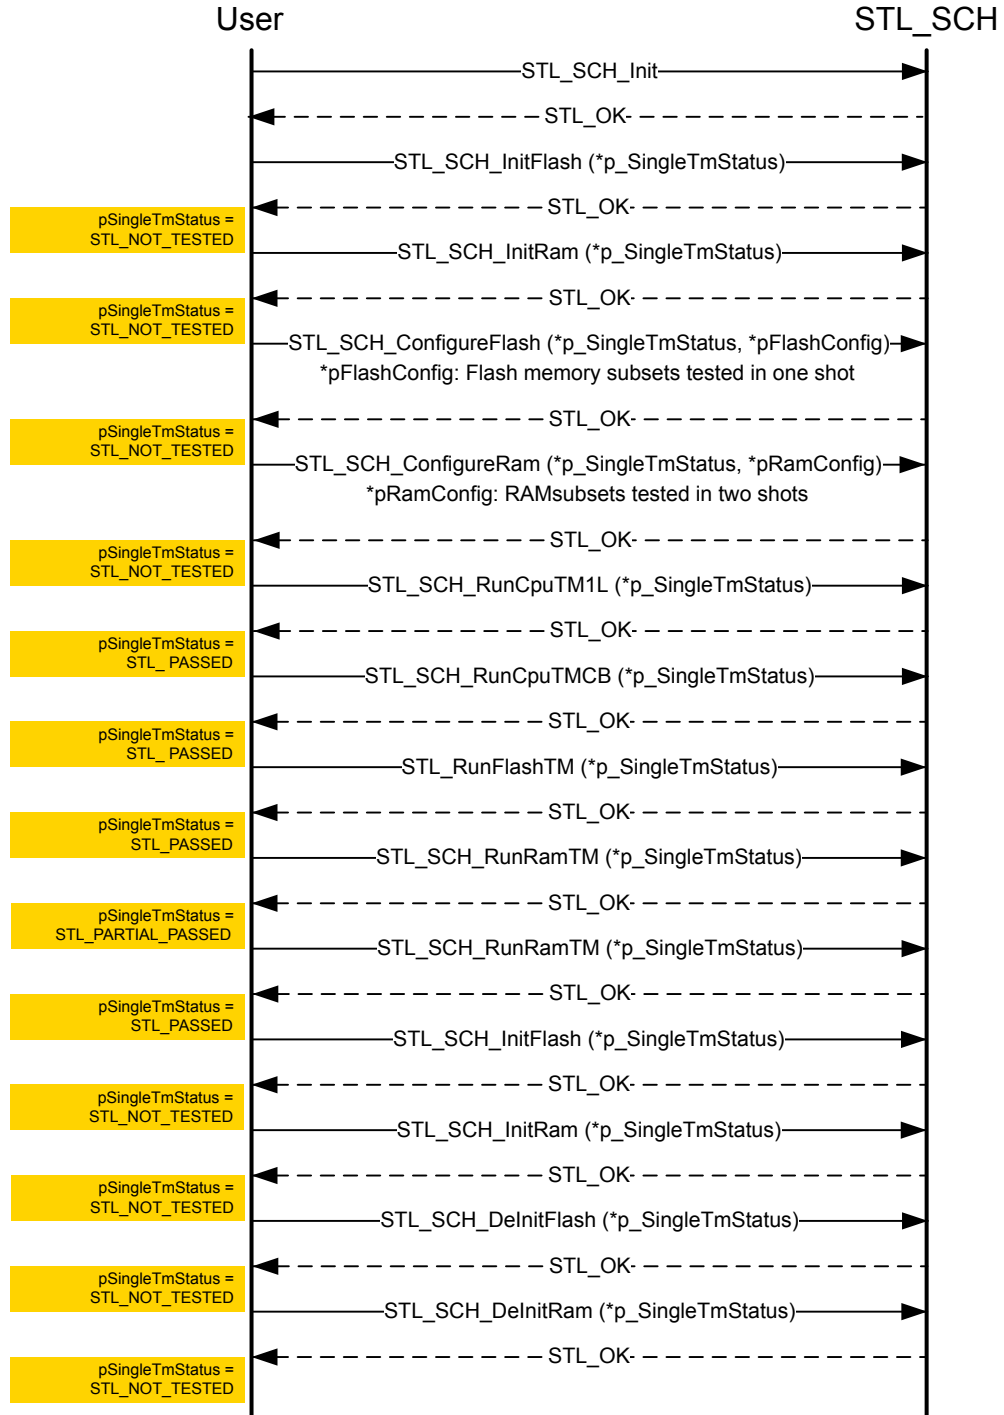 User
STL_SCH
STL_SCH_Init
STL_OK
STL_SCH_InitFlash (*p_SingleTmStatus)
STL_OK
pSingleTmStatus =
STL_NOT_TESTED
STL_SCH_InitRam (*p_SingleTmStatus)
STL_OK
pSingleTmStatus =
STL_NOT_TESTED
STL_SCH_ConfigureFlash (*p_SingleTmStatus, *pFlashConfig)
*pFlashConfig: Flash memory subsets tested in one shot
STL_OK
pSingleTmStatus =
STL_NOT_TESTED
STL_SCH_ConfigureRam (*p_SingleTmStatus, *pRamConfig)
*pRamConfig: RAMsubsets tested in two shots
STL_OK
pSingleTmStatus =
STL_NOT_TESTED
STL_SCH_RunCpuTM1L (*p_SingleTmStatus)
STL_OK
pSingleTmStatus =
STL_ PASSED
STL_SCH_RunCpuTMCB (*p_SingleTmStatus)
STL_OK
pSingleTmStatus =
STL_ PASSED
STL_RunFlashTM (*p_SingleTmStatus)
STL_OK
pSingleTmStatus =
STL_PASSED
STL_SCH_RunRamTM (*p_SingleTmStatus)
STL_OK
pSingleTmStatus =
STL_PARTIAL_PASSED
STL_SCH_RunRamTM (*p_SingleTmStatus)
STL_OK
pSingleTmStatus =
STL_PASSED
STL_SCH_InitFlash (*p_SingleTmStatus)
STL_OK
pSingleTmStatus =
STL_NOT_TESTED
STL_SCH_InitRam (*p_SingleTmStatus)
STL_OK
pSingleTmStatus =
STL_NOT_TESTED
STL_SCH_DeInitFlash (*p_SingleTmStatus)
STL_OK
pSingleTmStatus =
STL_NOT_TESTED
STL_SCH_DeInitRam (*p_SingleTmStatus)
STL_OK
pSingleTmStatus =
STL_NOT_TESTED